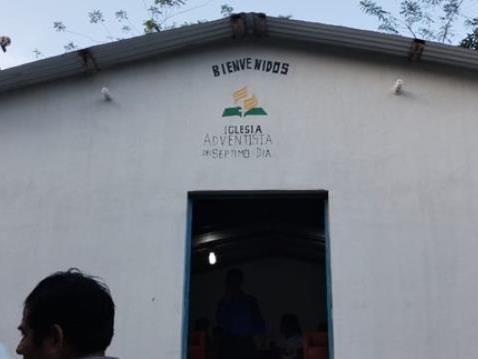 BIENVENIDOS
IGLESIA
ADVENTISTA
DEL SEPTIMO DIA